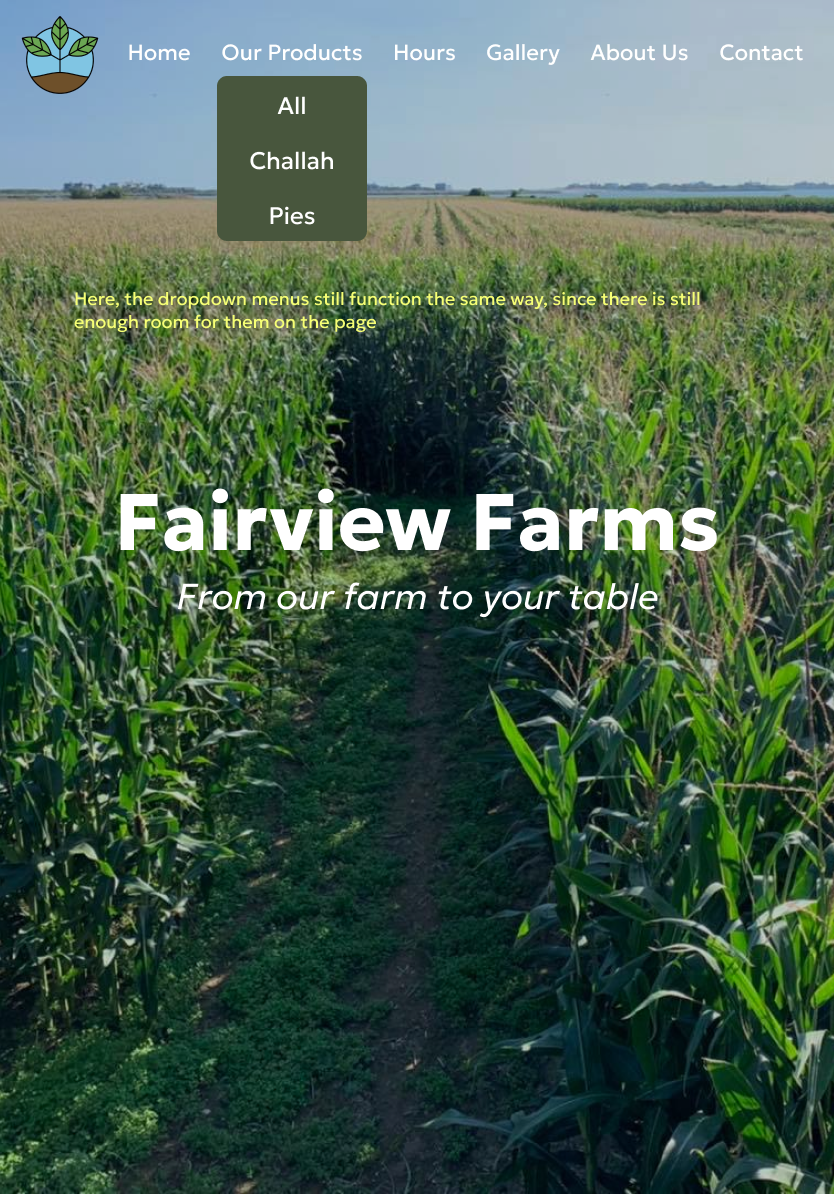 Home Our Products Hours Gallery About Us Contact
All
Challah
Pies
Here, the dropdown menus still function the same way, since there is still
enough room for them on the page
Fairview Farms
From our farm to your table